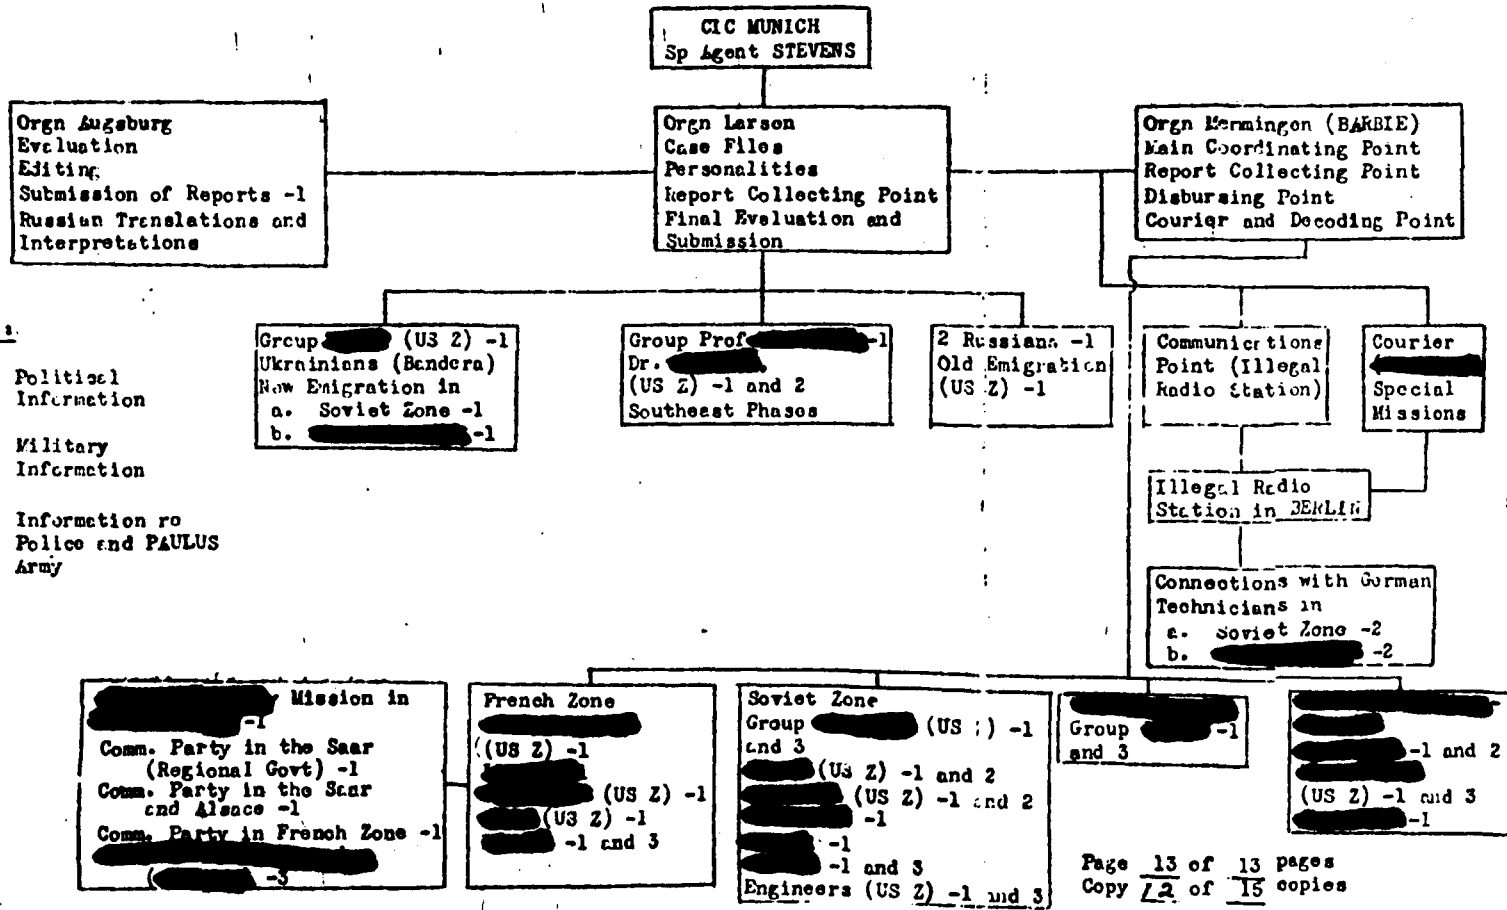 CIC MUNICH
Sp Agent STEVENS
Orgn Augsburg
Evaluation
Editing
Submission of Reports -1
Russian Translations and
Interpretations
Orgn Larson
Case Files
Personalities
Report Collecting Point
Final Evaluation and
Submission
Orgn Memmingen (BARBIE)
Main Coordinating Point
Report Collecting Point
Disbursing Point
Courier and Decoding Point
Group (US Z) -1
Ukrainians (Bandera)
New Emigration in
a. Soviet Zone -1
b. -1
Group Prof -1
Dr.
(US Z) -1 and 2
Southeast Phases
2 Russians -1
Old Emigration
(US Z) -1
Communications
Point (Illegal
Radio Station)
Courier
Special
Missions
Political
Information
Military
Information
Information re
Police and PAULUS
Army
Illegal Radio
Station in BERLIN
Connections with German
Technicians in
a. Soviet Zone -2
b. -2
Mission in
-1
Comm. Party in the Saar
(Regional Govt) -1
Comm. Party in the Saar
and Alsace -1
Comm. Party in French Zone -1
( -3
French Zone
(US Z) -1
(US Z) -1
(US Z) -1
-1 and 3
Soviet Zone
Group (US ) -1
and 3
(US Z) -1 and 2
(US Z) -1 and 2
-1
-1
-1 and 3
Engineers (US Z) -1 and 3
Group -1
and 3
-1 and 2
(US Z) -1 and 3
-1
Page 13 of 13 pages
Copy 12 of 15 copies